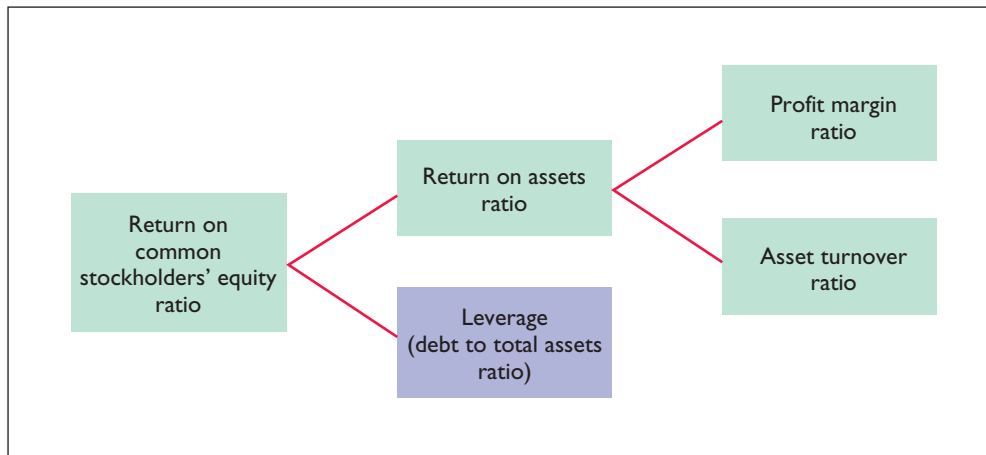 Return on
common
stockholders’ equity
ratio
Return on assets
ratio
Leverage
(debt to total assets
ratio)
Profit margin
ratio
Asset turnover
ratio